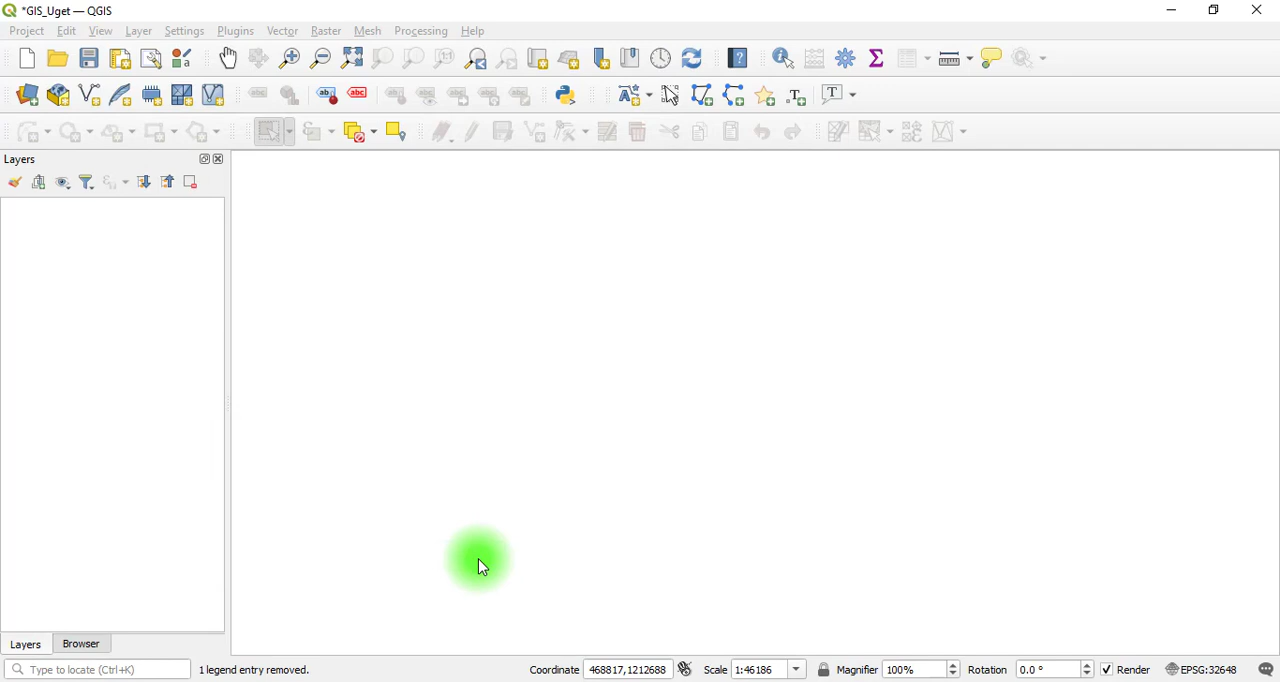 *GIS_Uget — QGIS
Project Edit View Layer Settings Plugins Vector Raster Mesh Processing Help
Layers
Layers Browser
Type to locate (Ctrl+K) 1 legend entry removed. Coordinate 468817,1212688 Scale 1:46186 Magnifier 100% Rotation 0.0 ° Render EPSG:32648